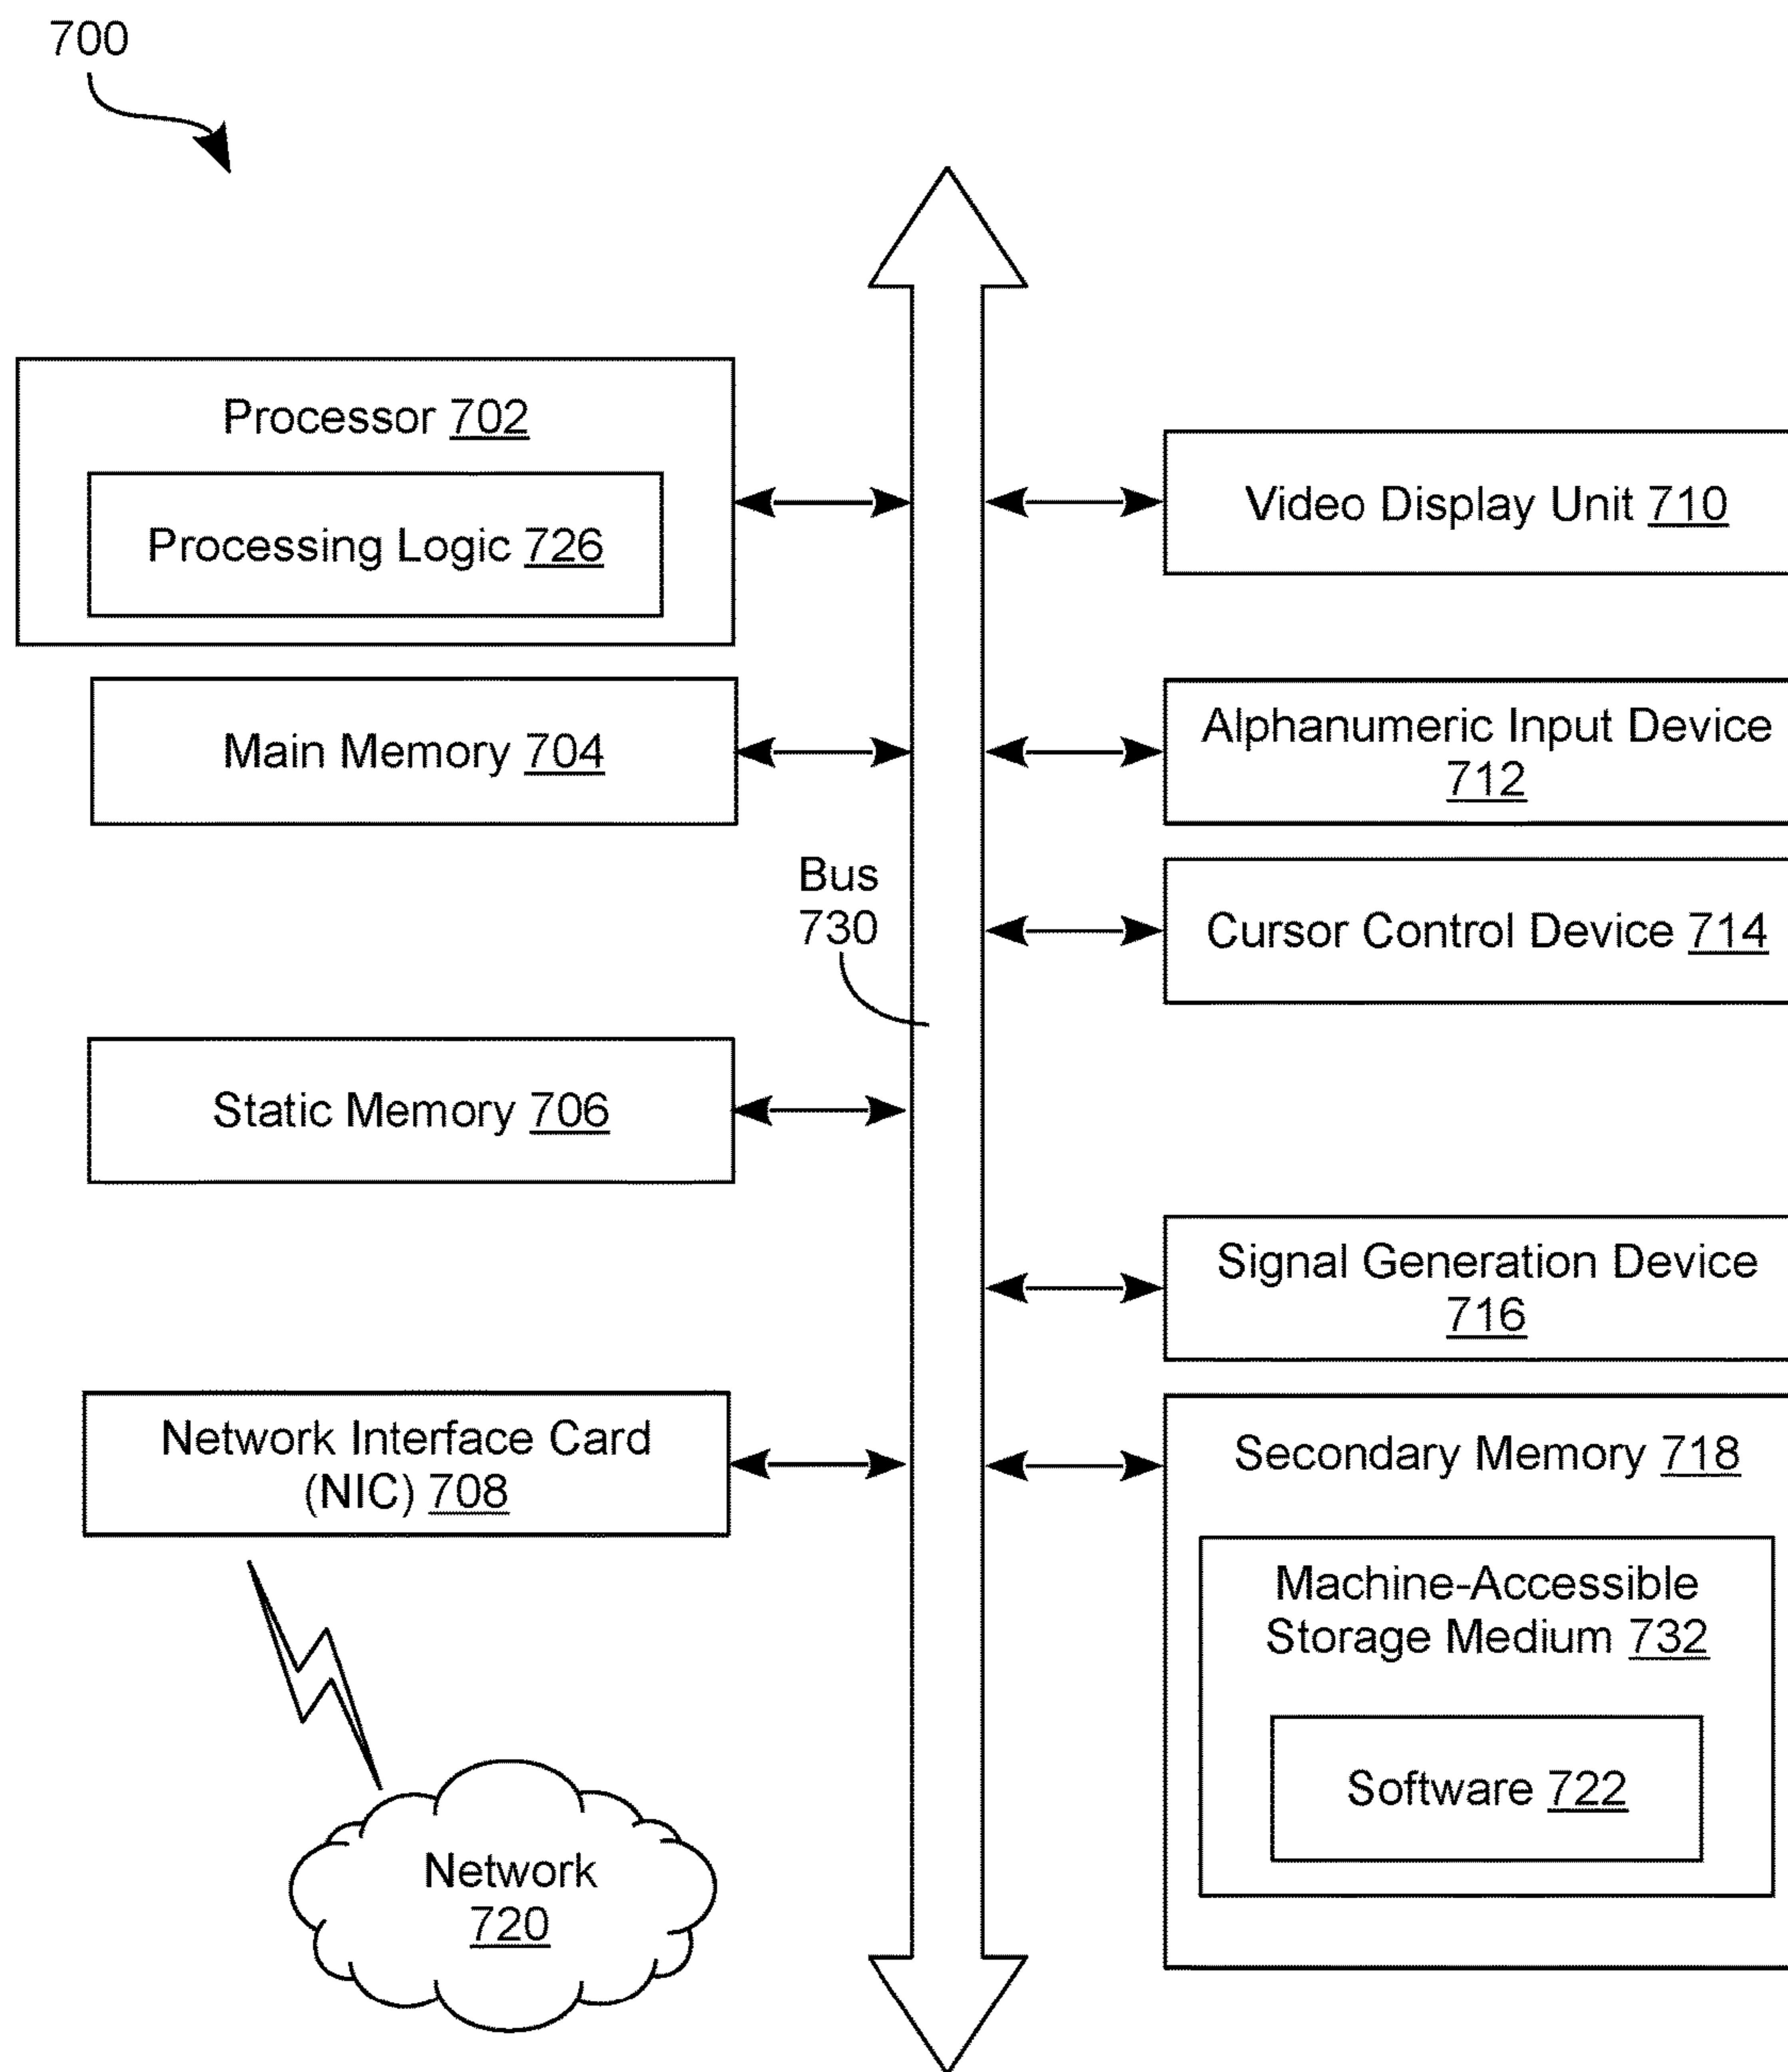 700
Processor 702
Processing Logic 726
Main Memory 704
Bus
730
Static Memory 706
Network Interface Card
(NIC) 708
Network
720
Video Display Unit 710
Alphanumeric Input Device
712
Cursor Control Device 714
Signal Generation Device
716
Secondary Memory 718
Machine-Accessible
Storage Medium 732
Software 722